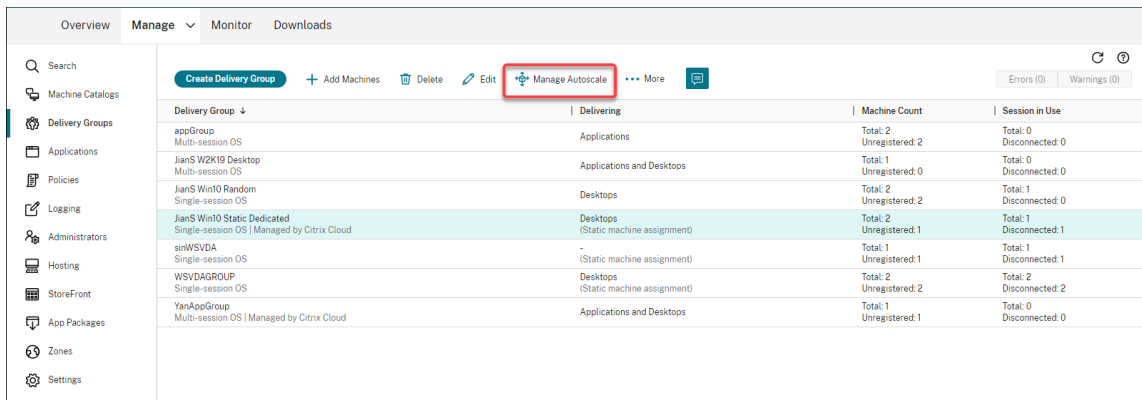 Overview Manage Monitor Downloads
Search
Machine Catalogs
Delivery Groups
Applications
Policies
Logging
Administrators
Hosting
StoreFront
App Packages
Zones
Settings
Create Delivery Group Add Machines Delete Edit Manage Autoscale More
Errors (0) Warnings (0)
Delivery Group ↓ Delivering Machine Count Session in Use
appGroup
Multi-session OS
Applications
Total: 2
Unregistered: 2
Total: 0
Disconnected: 0
JianS W2K19 Desktop
Multi-session OS
Applications and Desktops
Total: 1
Unregistered: 0
Total: 0
Disconnected: 0
JianS Win10 Random
Single-session OS
Desktops
Total: 2
Unregistered: 2
Total: 1
Disconnected: 0
JianS Win10 Static Dedicated
Single-session OS | Managed by Citrix Cloud
Desktops
(Static machine assignment)
Total: 2
Unregistered: 1
Total: 1
Disconnected: 1
sinWSVDA
Single-session OS
-
(Static machine assignment)
Total: 1
Unregistered: 1
Total: 1
Disconnected: 1
WSVDAGROUP
Single-session OS
Desktops
(Static machine assignment)
Total: 2
Unregistered: 2
Total: 2
Disconnected: 2
YanAppGroup
Multi-session OS | Managed by Citrix Cloud
Applications and Desktops
Total: 1
Unregistered: 1
Total: 0
Disconnected: 0